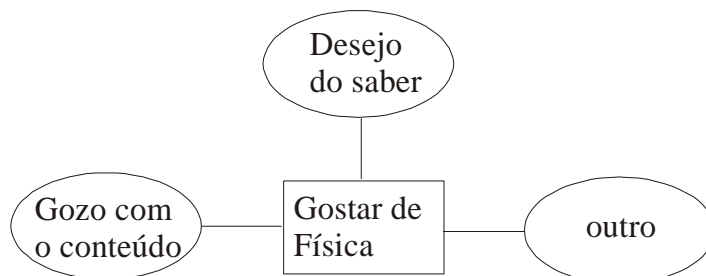 Desejo
do saber
Gozo com
o conteúdo
Gostar de
Física
outro